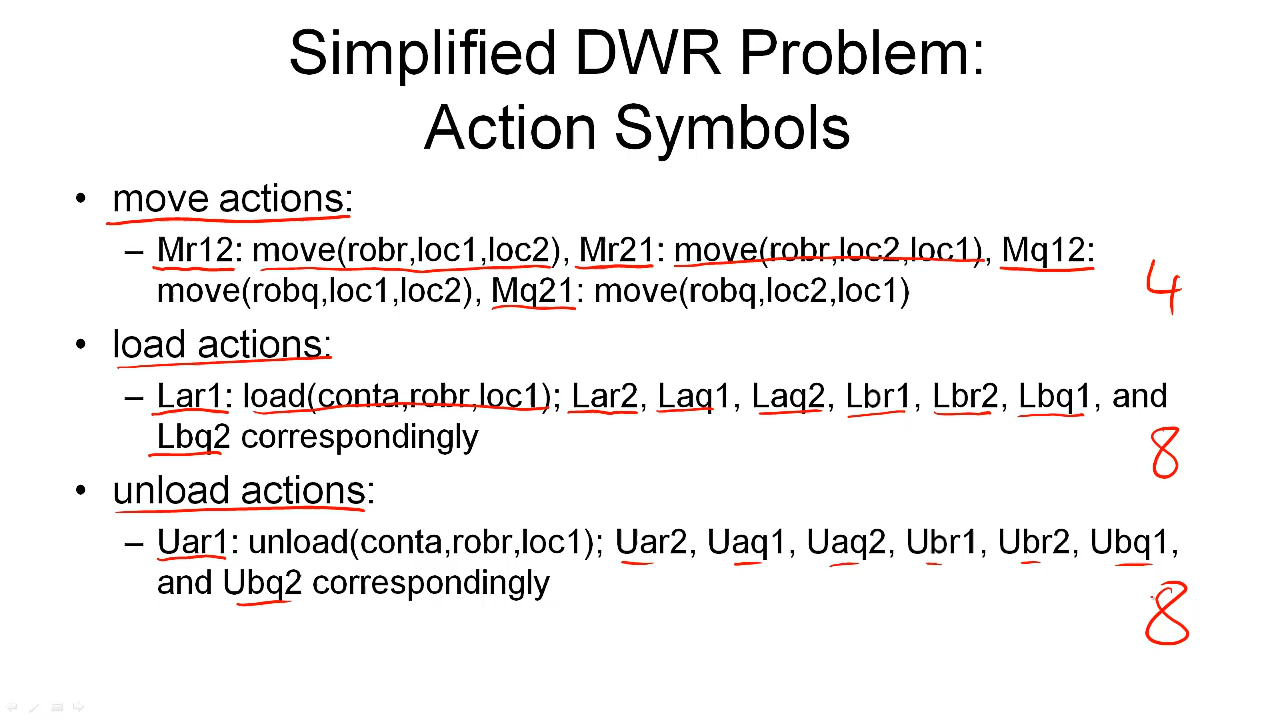 Simplified DWR Problem:
Action Symbols
• move actions:
– Mr12: move(robr,loc1,loc2), Mr21: move(robr,loc2,loc1), Mq12:
move(robq,loc1,loc2), Mq21: move(robq,loc2,loc1)
4
• load actions:
– Lar1: load(conta,robr,loc1); Lar2, Laq1, Laq2, Lbr1, Lbr2, Lbq1, and
Lbq2 correspondingly
8
• unload actions:
– Uar1: unload(conta,robr,loc1); Uar2, Uaq1, Uaq2, Ubr1, Ubr2, Ubq1,
and Ubq2 correspondingly
8